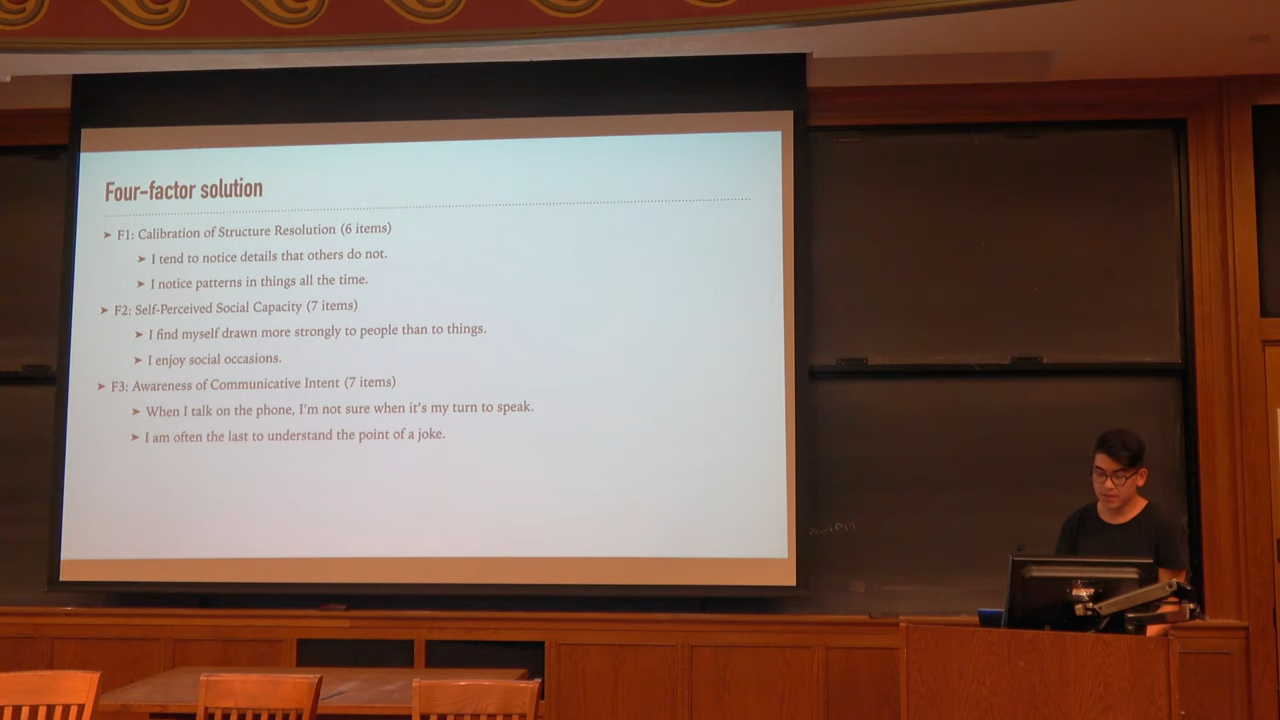 Four-factor solution
➤ F1: Calibration of Structure Resolution (6 items)
➤ I tend to notice details that others do not.
➤ I notice patterns in things all the time.
➤ F2: Self-Perceived Social Capacity (7 items)
➤ I find myself drawn more strongly to people than to things.
➤ I enjoy social occasions.
➤ F3: Awareness of Communicative Intent (7 items)
➤ When I talk on the phone, I'm not sure when it's my turn to speak.
➤ I am often the last to understand the point of a joke.